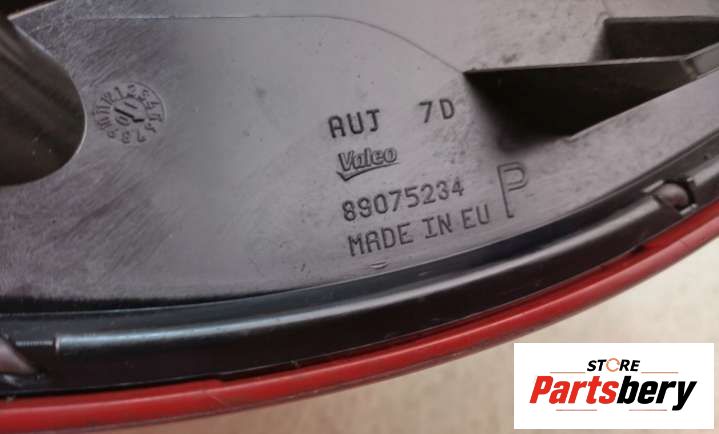 AUJ 7D
Valeo
89075234
MADE IN EU
P
STORE
Partsbery